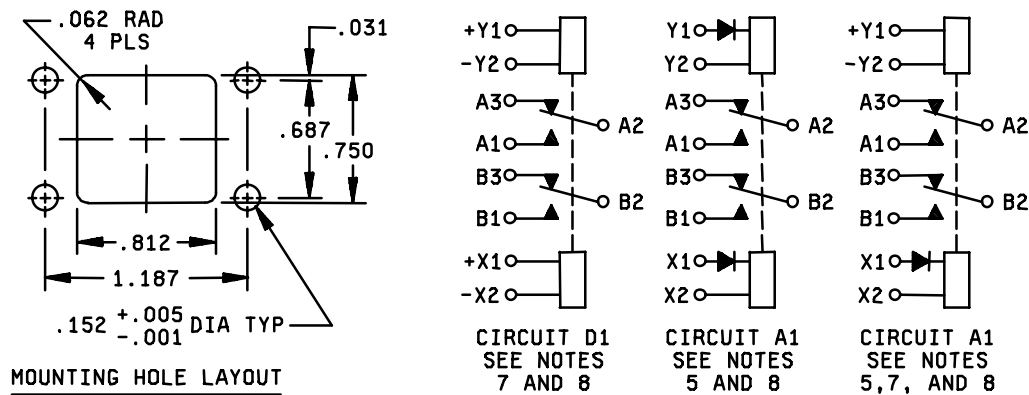 .062 RAD
4 PLS
.031
.687
.750
.812
1.187
.152 +.005 -.001 DIA TYP
MOUNTING HOLE LAYOUT
+Y1
-Y2
A3
A1
A2
B3
B1
B2
+X1
-X2
CIRCUIT D1
SEE NOTES
7 AND 8
Y1
Y2
A3
A1
A2
B3
B1
B2
X1
X2
CIRCUIT A1
SEE NOTES
5 AND 8
+Y1
-Y2
A3
A1
A2
B3
B1
B2
X1
X2
CIRCUIT A1
SEE NOTES
5,7, AND 8